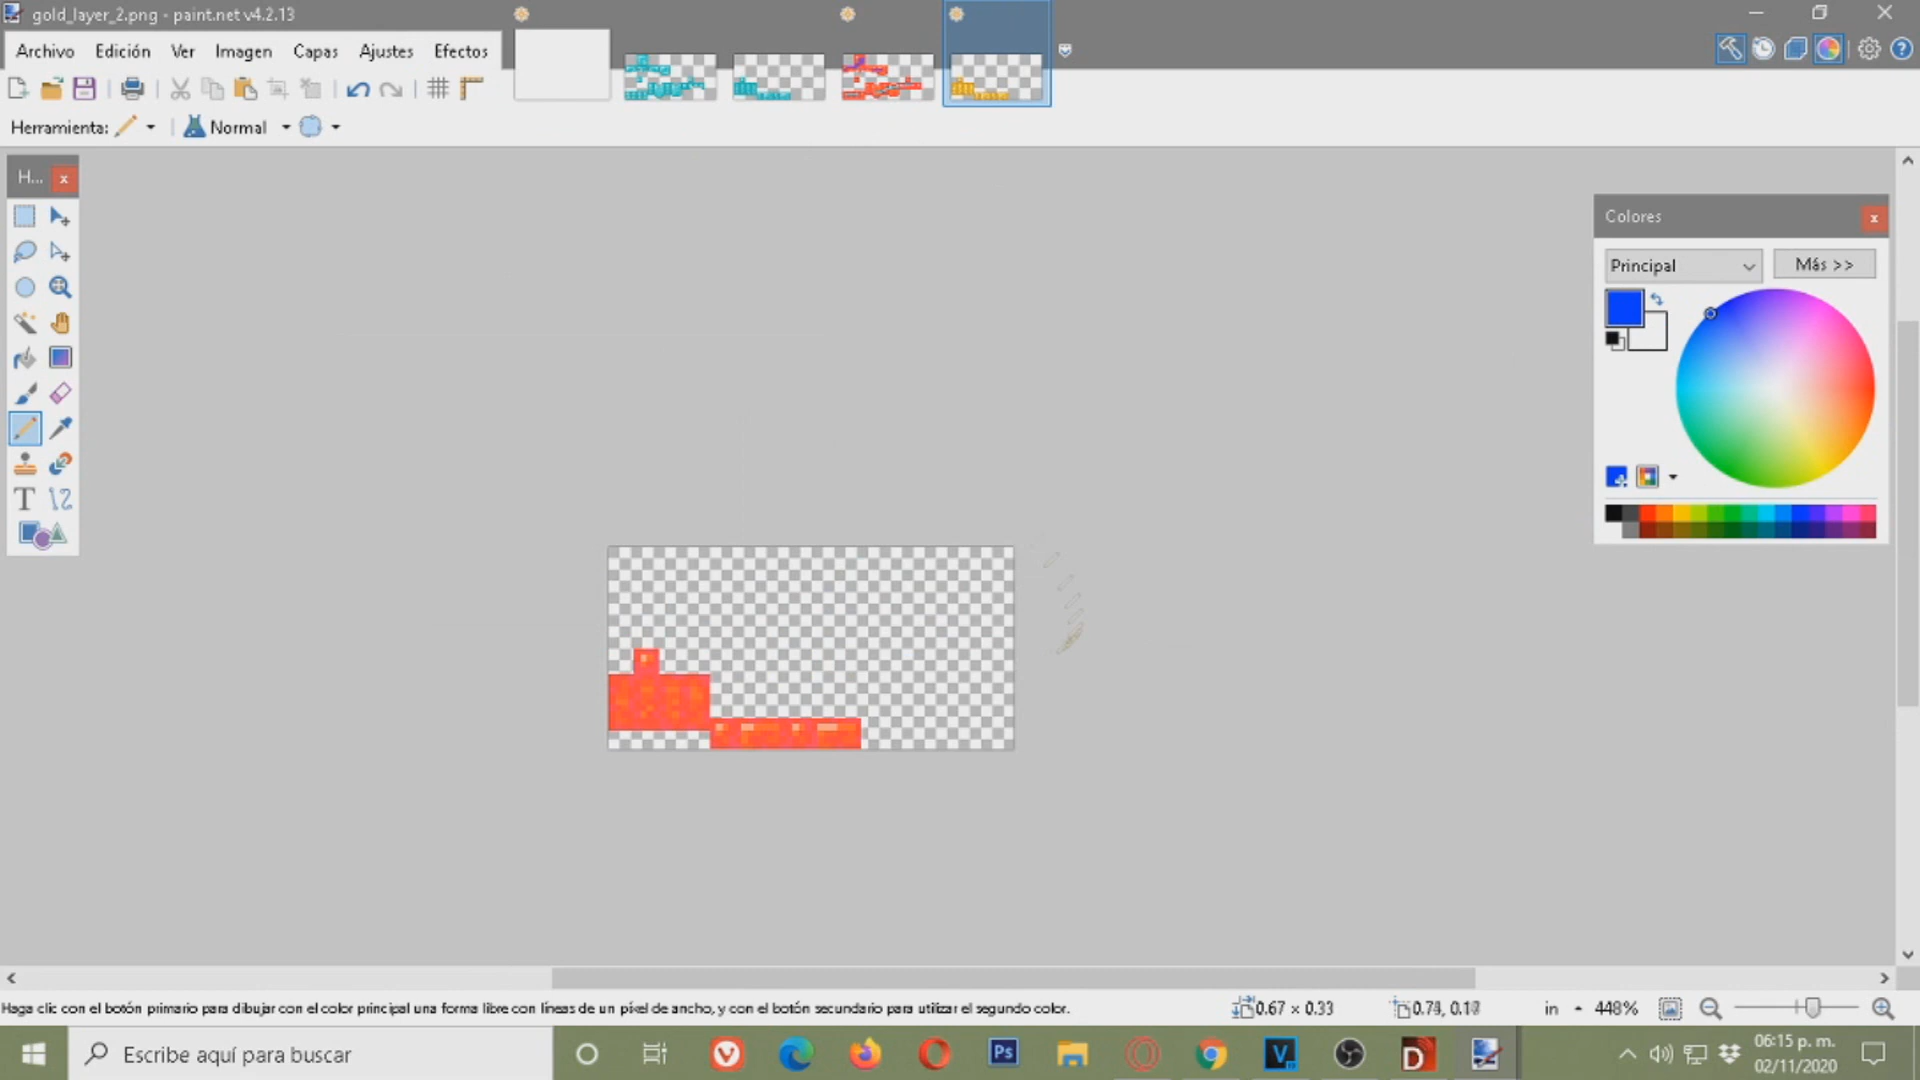 gold_layer_2.png - paint.net v4.2.13
Archivo Edición Ver Imagen Capas Ajustes Efectos
Herramienta: Normal
H...
Colores
Principal Más >>
T
Haga clic con el botón primario para dibujar con el color principal una forma libre con líneas de un píxel de ancho, y con el botón secundario para utilizar el segundo color.
0.67 × 0.33
in
448%
Escribe aquí para buscar
Ps
V
D
06:15 p. m.
02/11/2020